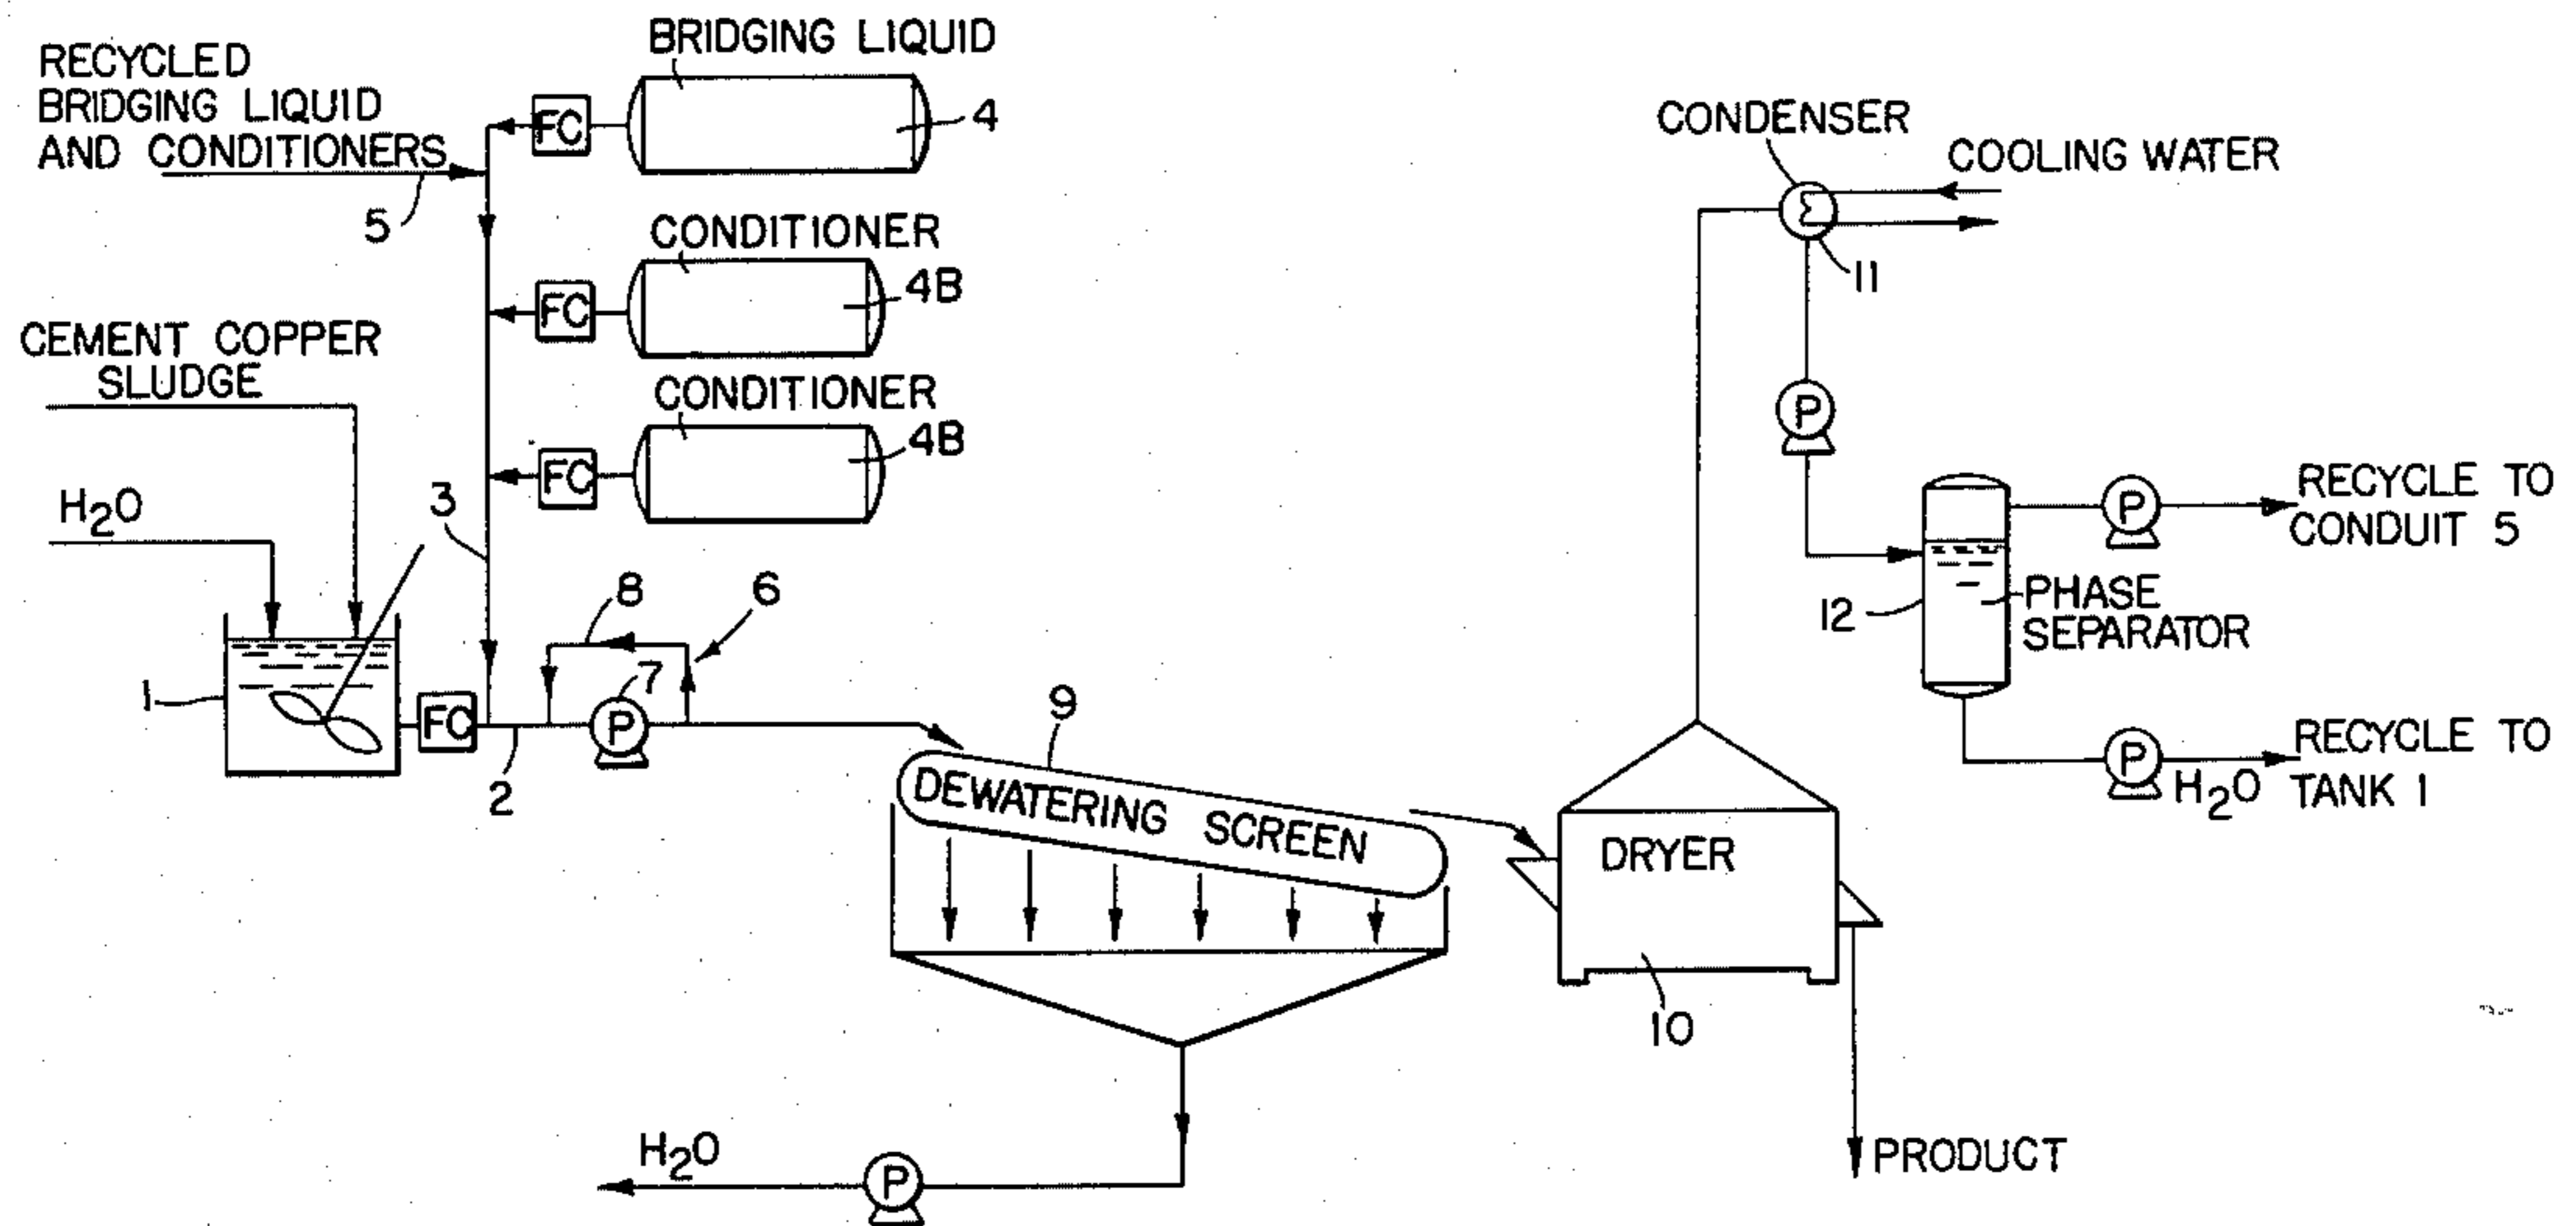 RECYCLED
BRIDGING LIQUID
AND CONDITIONERS
5
BRIDGING LIQUID
FC
4
CONDITIONER
FC
4B
CONDITIONER
FC
4B
CEMENT COPPER
SLUDGE
H2O
3
1
FC
2
8
6
7
P
9
DEWATERING SCREEN
H2O
P
DRYER
10
PRODUCT
CONDENSER
COOLING WATER
11
P
12
PHASE
SEPARATOR
P
RECYCLE TO
CONDUIT 5
P
H2O
RECYCLE TO
TANK 1